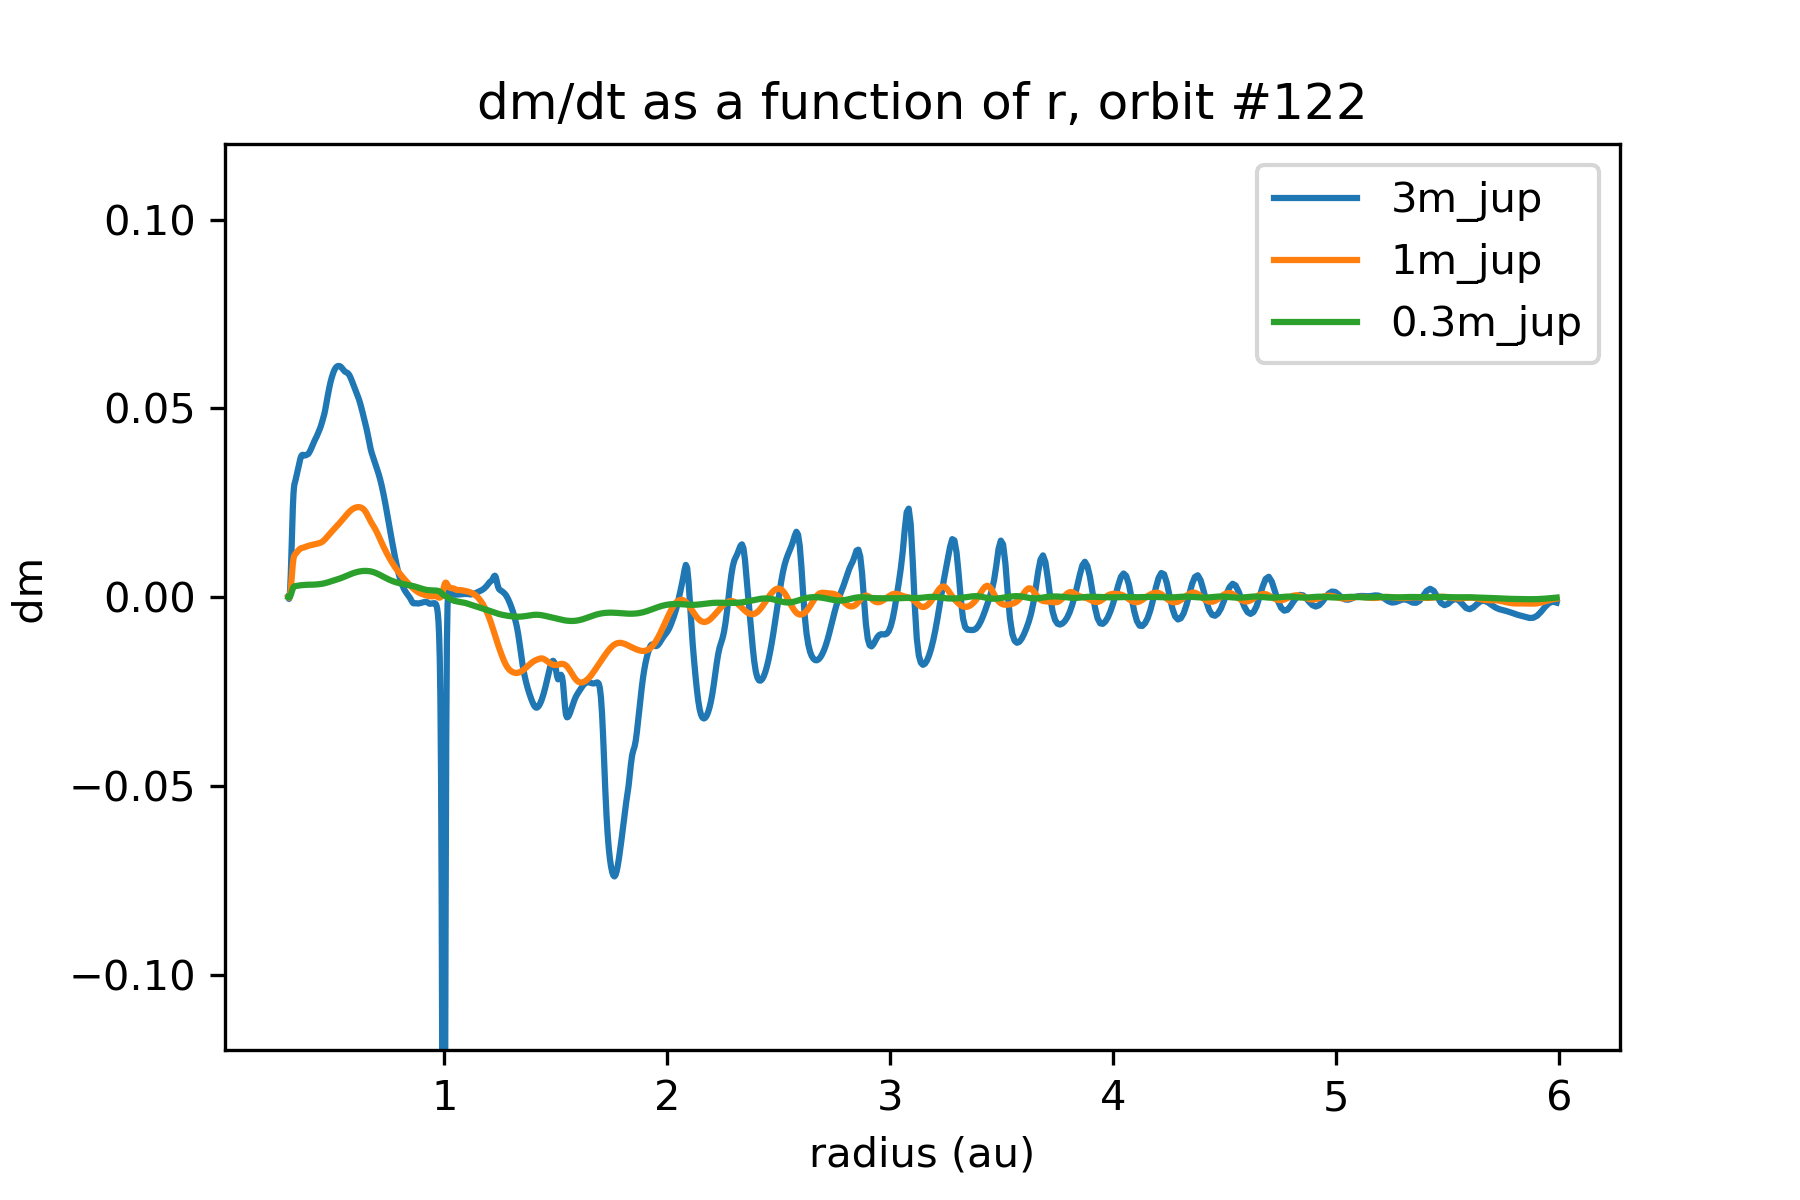 dm/dt as a function of r, orbit #122
3m_jup
1m_jup
0.3m_jup
0.10
0.05
0.00
−0.05
−0.10
dm
1 2 3 4 5 6
radius (au)